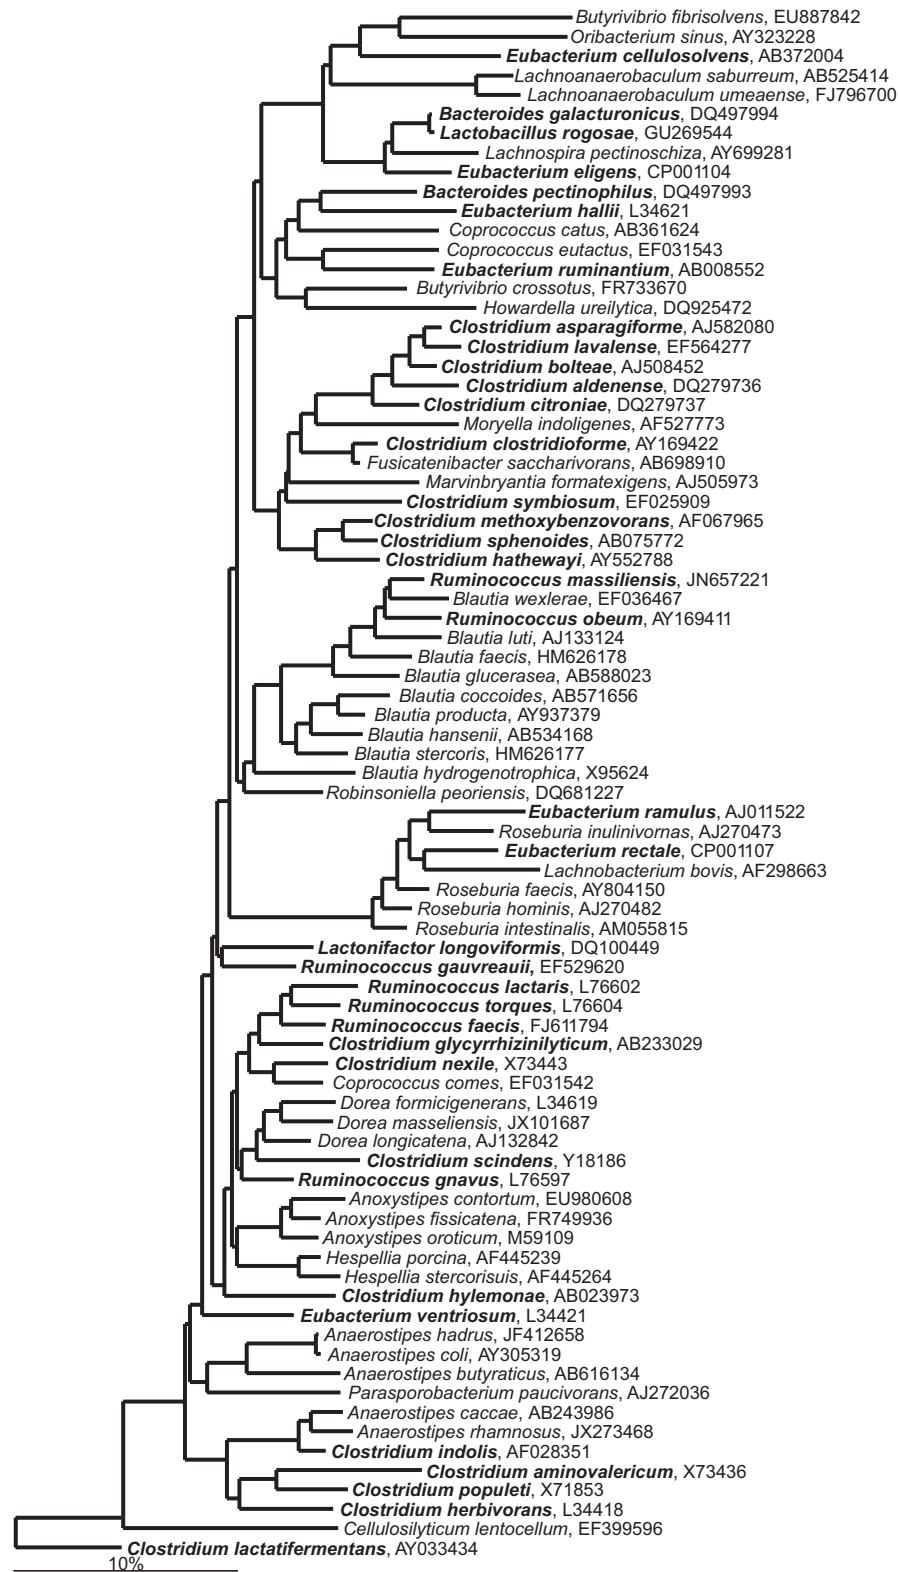 Butyrivibrio fibrisolvens, EU887842
Oribacterium sinus, AY323228
Eubacterium cellulosolvens, AB372004
Lachnoanaerobaculum saburreum, AB525414
Lachnoanaerobaculum umeaense, FJ796700
Bacteroides galacturonicus, DQ497994
Lactobacillus rogosae, GU269544
Lachnospira pectinoschiza, AY699281
Eubacterium eligens, CP001104
Bacteroides pectinophilus, DQ497993
Eubacterium hallii, L34621
Coprococcus catus, AB361624
Coprococcus eutactus, EF031543
Eubacterium ruminantium, AB008552
Butyrivibrio crossotus, FR733670
Howardella ureilytica, DQ925472
Clostridium asparagiforme, AJ582080
Clostridium lavalense, EF564277
Clostridium bolteae, AJ508452
Clostridium aldenense, DQ279736
Clostridium citroniae, DQ279737
Moryella indoligenes, AF527773
Clostridium clostridioforme, AY169422
Fusicatenibacter saccharivorans, AB698910
Marvinbryantia formatexigens, AJ505973
Clostridium symbiosum, EF025909
Clostridium methoxybenzovorans, AF067965
Clostridium sphenoides, AB075772
Clostridium hathewayi, AY552788
Ruminococcus massiliensis, JN657221
Blautia wexlerae, EF036467
Ruminococcus obeum, AY169411
Blautia luti, AJ133124
Blautia faecis, HM626178
Blautia glucerasea, AB588023
Blautia coccoides, AB571656
Blautia producta, AY937379
Blautia hansenii, AB534168
Blautia stercoris, HM626177
Blautia hydrogenotrophica, X95624
Robinsoniella peoriensis, DQ681227
Eubacterium ramulus, AJ011522
Roseburia inulinivornas, AJ270473
Eubacterium rectale, CP001107
Lachnobacterium bovis, AF298663
Roseburia faecis, AY804150
Roseburia hominis, AJ270482
Roseburia intestinalis, AM055815
Lactonifactor longoviformis, DQ100449
Ruminococcus gauvreauii, EF529620
Ruminococcus lactaris, L76602
Ruminococcus torques, L76604
Ruminococcus faecis, FJ611794
Clostridium glycyrrhizinilyticum, AB233029
Clostridium nexile, X73443
Coprococcus comes, EF031542
Dorea formicigenerans, L34619
Dorea masseliensis, JX101687
Dorea longicatena, AJ132842
Clostridium scindens, Y18186
Ruminococcus gnavus, L76597
Anoxystipes contortum, EU980608
Anoxystipes fissicatena, FR749936
Anoxystipes oroticum, M59109
Hespellia porcina, AF445239
Hespellia stercorisuis, AF445264
Clostridium hylemonae, AB023973
Eubacterium ventriosum, L34421
Anaerostipes hadrus, JF412658
Anaerostipes coli, AY305319
Anaerostipes butyraticus, AB616134
Parasporobacterium paucivorans, AJ272036
Anaerostipes caccae, AB243986
Anaerostipes rhamnosus, JX273468
Clostridium indolis, AF028351
Clostridium aminovalericum, X73436
Clostridium populeti, X71853
Clostridium herbivorans, L34418
Cellulosilyticum lentocellum, EF399596
Clostridium lactatifermentans, AY033434
10%